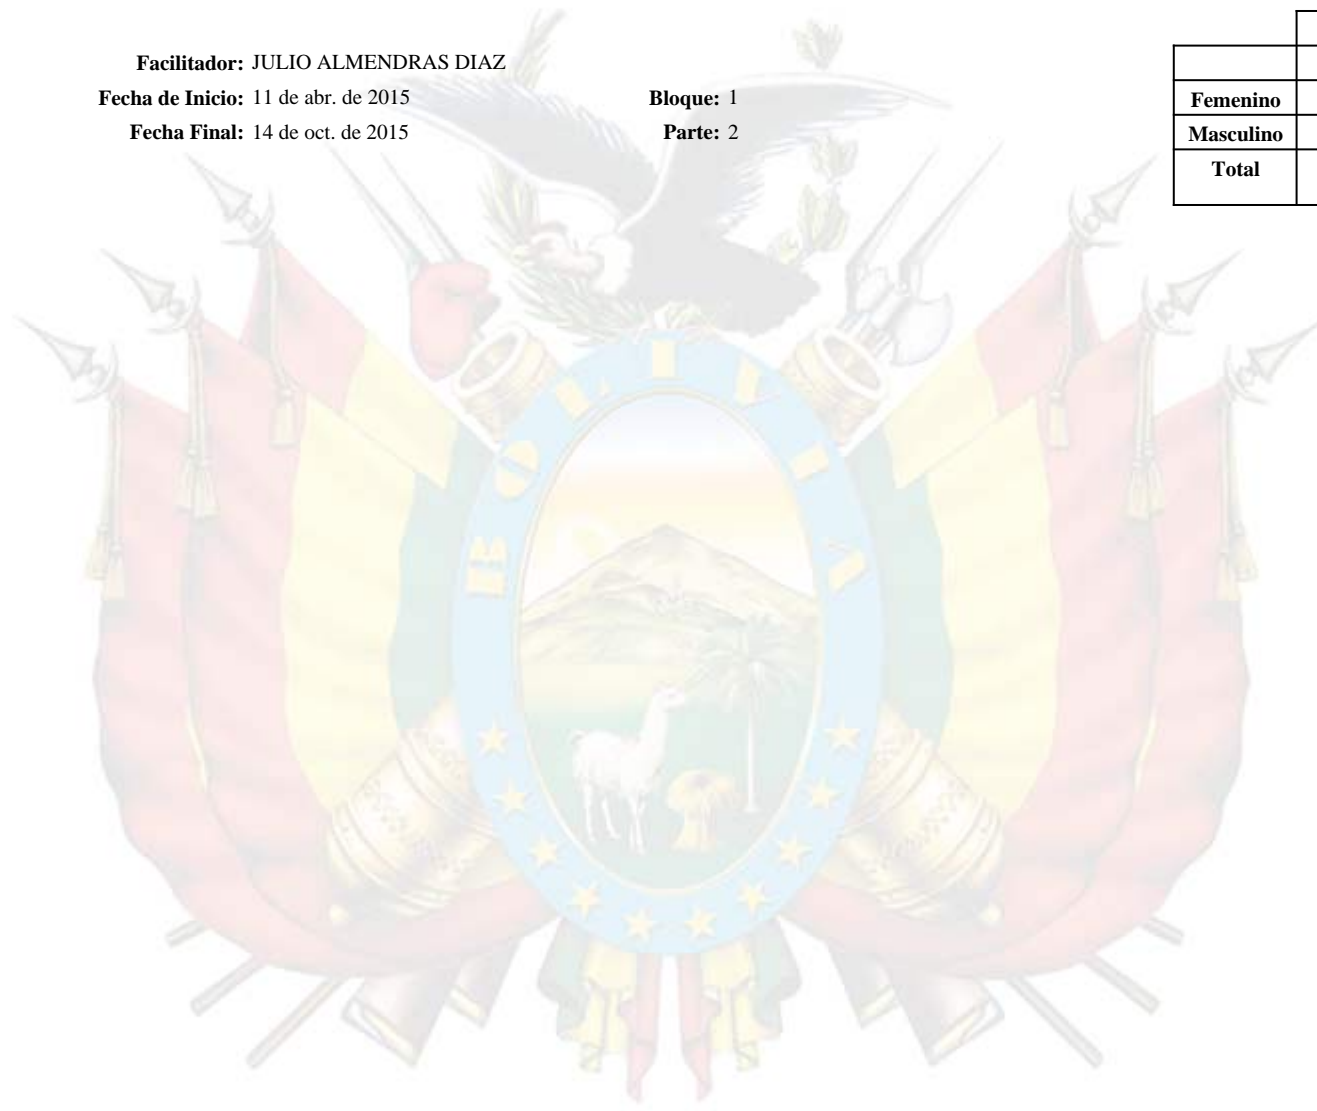 Facilitador: JULIO ALMENDRAS DIAZ
Fecha de Inicio: 11 de abr. de 2015 Bloque: 1
Fecha Final: 14 de oct. de 2015 Parte: 2
Femenino
Masculino
Total
BOLIVIA